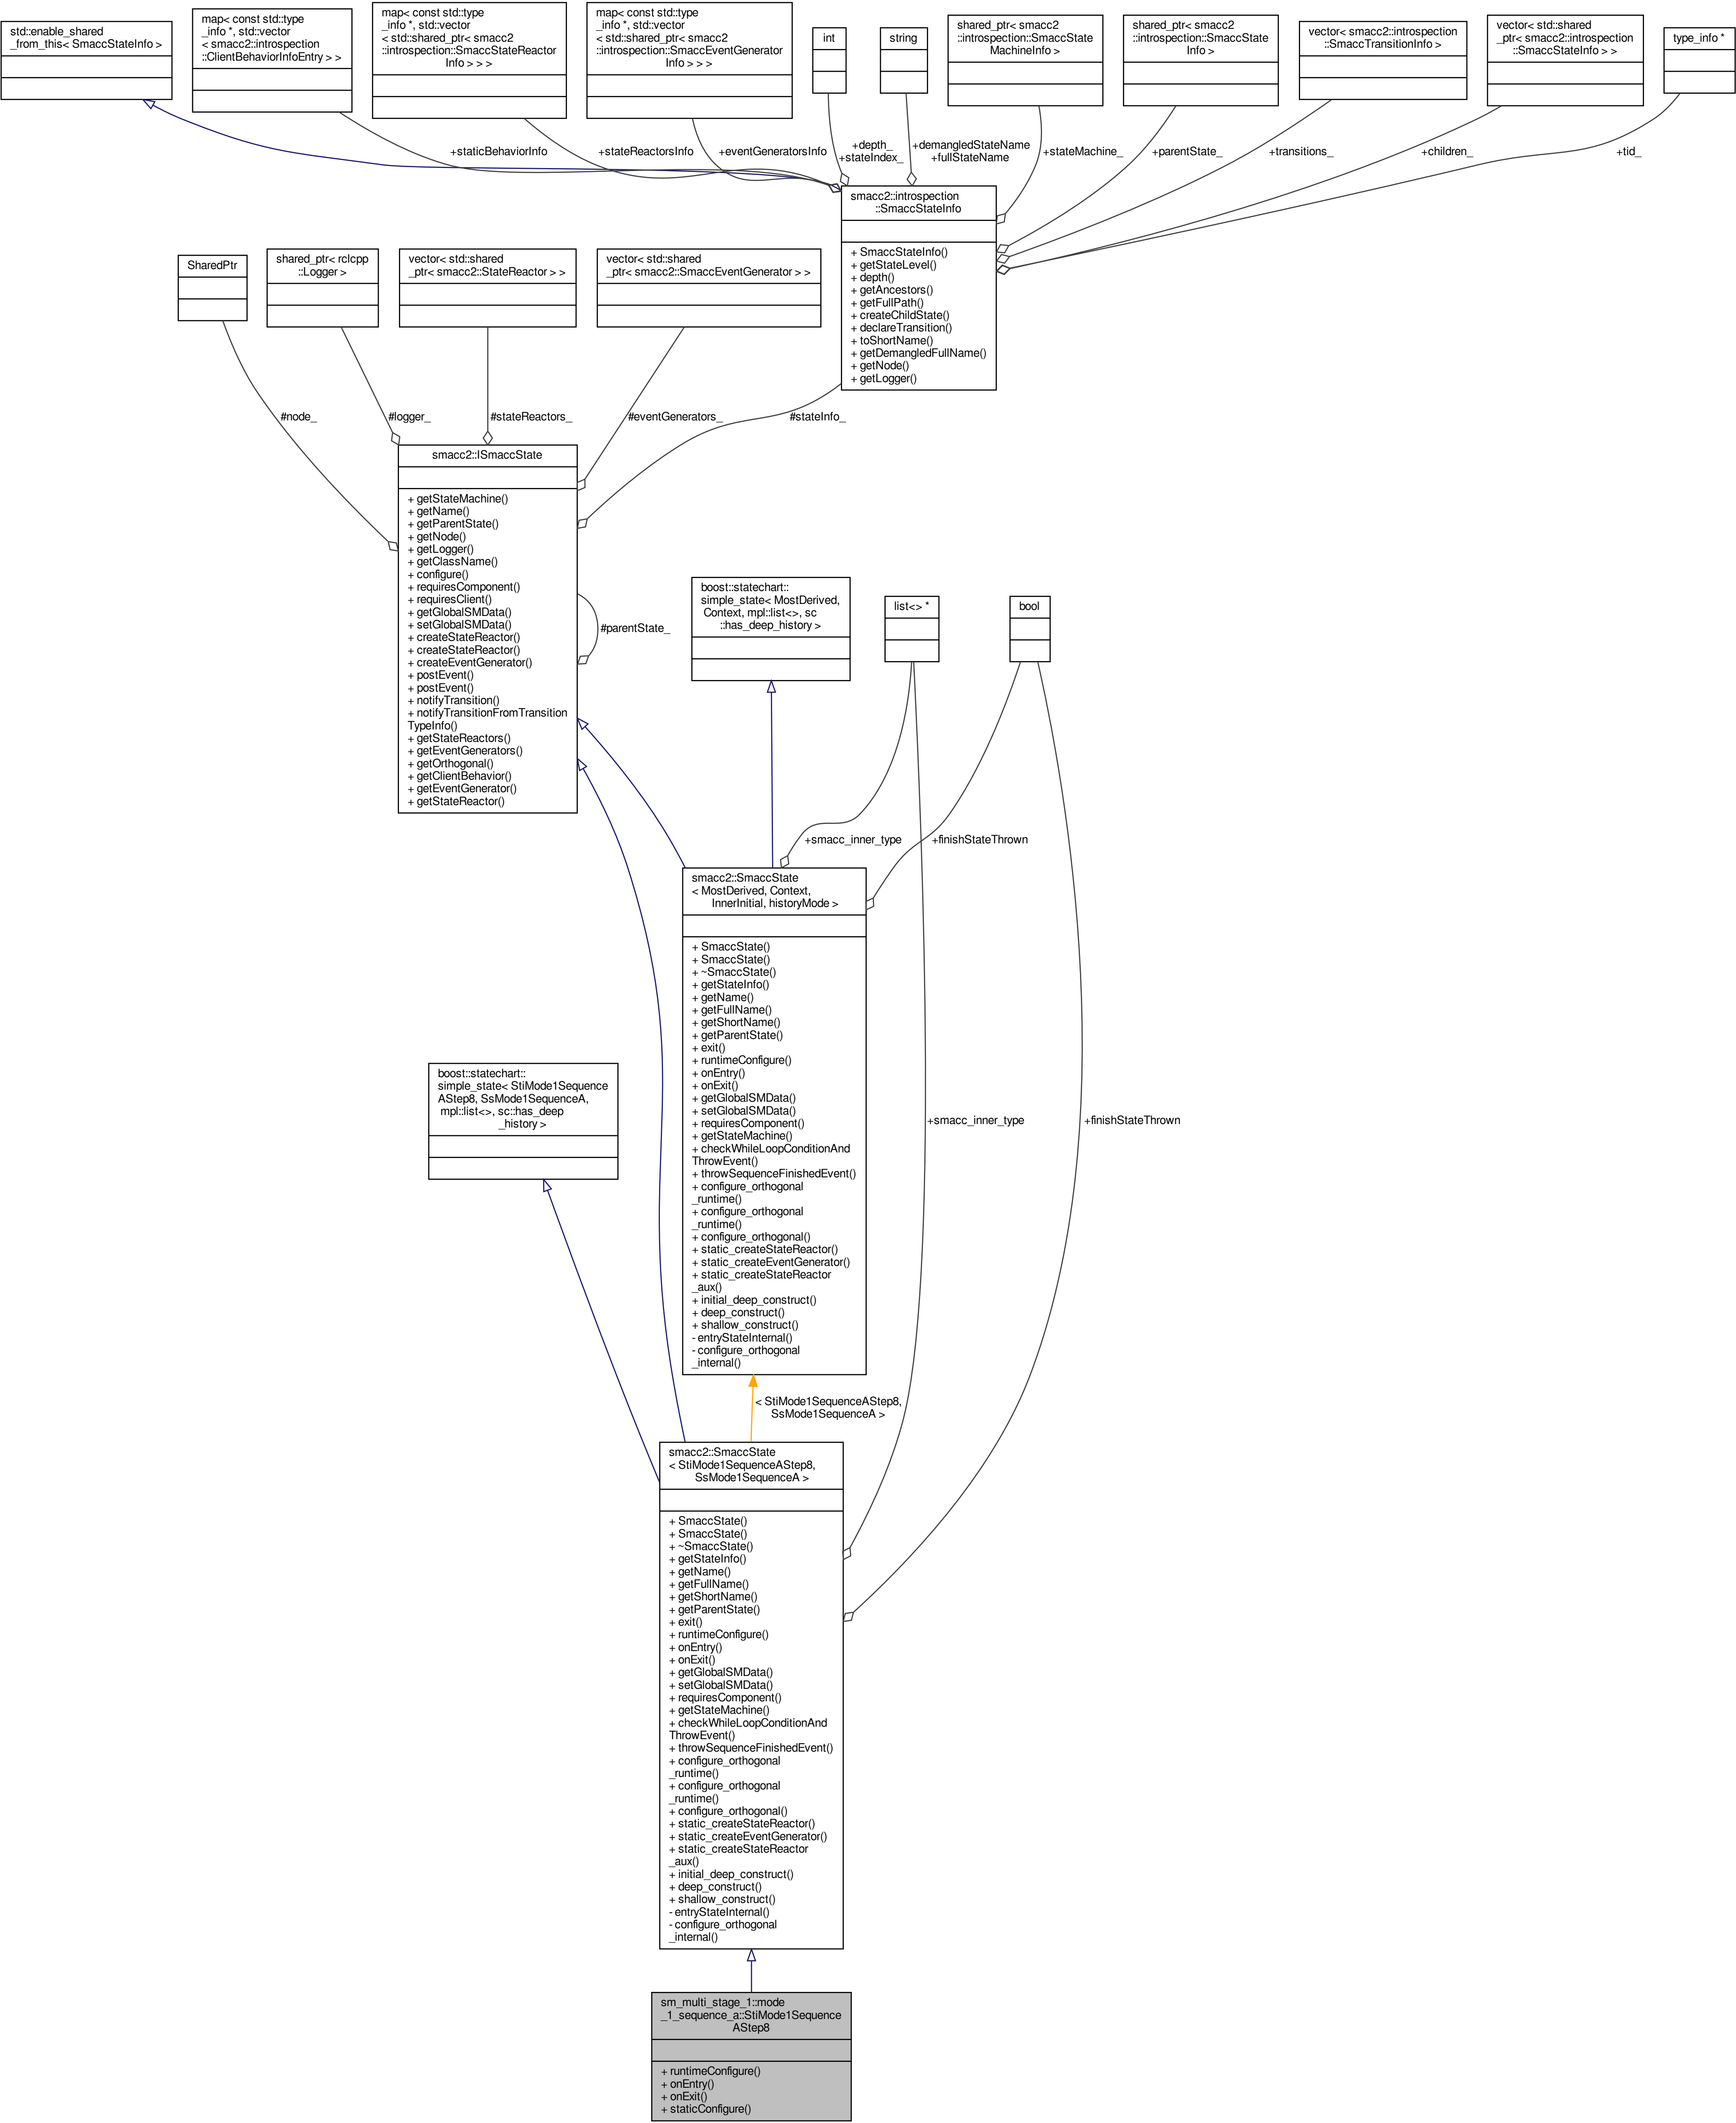 std::enable_shared
_from_this< SmaccStateInfo >
map< const std::type
_info *, std::vector
< smacc2::introspection
::ClientBehaviorInfoEntry > >
map< const std::type
_info *, std::vector
< std::shared_ptr< smacc2
::introspection::SmaccStateReactor
Info > > >
map< const std::type
_info *, std::vector
< std::shared_ptr< smacc2
::introspection::SmaccEventGenerator
Info > > >
int
string
shared_ptr< smacc2
::introspection::SmaccState
MachineInfo >
shared_ptr< smacc2
::introspection::SmaccState
Info >
vector< smacc2::introspection
::SmaccTransitionInfo >
vector< std::shared
_ptr< smacc2::introspection
::SmaccStateInfo > >
type_info *
+staticBehaviorInfo
+stateReactorsInfo
+eventGeneratorsInfo
+depth_
+stateIndex_
+demangledStateName
+fullStateName
+stateMachine_
+parentState_
+transitions_
+children_
+tid_
smacc2::introspection
::SmaccStateInfo
+ SmaccStateInfo()
+ getStateLevel()
+ depth()
+ getAncestors()
+ getFullPath()
+ createChildState()
+ declareTransition()
+ toShortName()
+ getDemangledFullName()
+ getNode()
+ getLogger()
SharedPtr
shared_ptr< rclcpp
::Logger >
vector< std::shared
_ptr< smacc2::StateReactor > >
vector< std::shared
_ptr< smacc2::SmaccEventGenerator > >
#node_
#logger_
#stateReactors_
#eventGenerators_
#stateInfo_
smacc2::ISmaccState
+ getStateMachine()
+ getName()
+ getParentState()
+ getNode()
+ getLogger()
+ getClassName()
+ configure()
+ requiresComponent()
+ requiresClient()
+ getGlobalSMData()
+ setGlobalSMData()
+ createStateReactor()
+ createStateReactor()
+ createEventGenerator()
+ postEvent()
+ postEvent()
+ notifyTransition()
+ notifyTransitionFromTransition
TypeInfo()
+ getStateReactors()
+ getEventGenerators()
+ getOrthogonal()
+ getClientBehavior()
+ getEventGenerator()
+ getStateReactor()
#parentState_
boost::statechart::
simple_state< MostDerived,
Context, mpl::list<>, sc
::has_deep_history >
list<> *
bool
+smacc_inner_type
+finishStateThrown
smacc2::SmaccState
< MostDerived, Context,
InnerInitial, historyMode >
+ SmaccState()
+ SmaccState()
+ ~SmaccState()
+ getStateInfo()
+ getName()
+ getFullName()
+ getShortName()
+ getParentState()
+ exit()
+ runtimeConfigure()
+ onEntry()
+ onExit()
+ getGlobalSMData()
+ setGlobalSMData()
+ requiresComponent()
+ getStateMachine()
+ checkWhileLoopConditionAnd
ThrowEvent()
+ throwSequenceFinishedEvent()
+ configure_orthogonal
_runtime()
+ configure_orthogonal
_runtime()
+ configure_orthogonal()
+ static_createStateReactor()
+ static_createEventGenerator()
+ static_createStateReactor
_aux()
+ initial_deep_construct()
+ deep_construct()
+ shallow_construct()
- entryStateInternal()
- configure_orthogonal
_internal()
boost::statechart::
simple_state< StiMode1Sequence
AStep8, SsMode1SequenceA,
mpl::list<>, sc::has_deep
_history >
+smacc_inner_type
+finishStateThrown
< StiMode1SequenceAStep8,
SsMode1SequenceA >
smacc2::SmaccState
< StiMode1SequenceAStep8,
SsMode1SequenceA >
+ SmaccState()
+ SmaccState()
+ ~SmaccState()
+ getStateInfo()
+ getName()
+ getFullName()
+ getShortName()
+ getParentState()
+ exit()
+ runtimeConfigure()
+ onEntry()
+ onExit()
+ getGlobalSMData()
+ setGlobalSMData()
+ requiresComponent()
+ getStateMachine()
+ checkWhileLoopConditionAnd
ThrowEvent()
+ throwSequenceFinishedEvent()
+ configure_orthogonal
_runtime()
+ configure_orthogonal
_runtime()
+ configure_orthogonal()
+ static_createStateReactor()
+ static_createEventGenerator()
+ static_createStateReactor
_aux()
+ initial_deep_construct()
+ deep_construct()
+ shallow_construct()
- entryStateInternal()
- configure_orthogonal
_internal()
sm_multi_stage_1::mode
_1_sequence_a::StiMode1Sequence
AStep8
+ runtimeConfigure()
+ onEntry()
+ onExit()
+ staticConfigure()